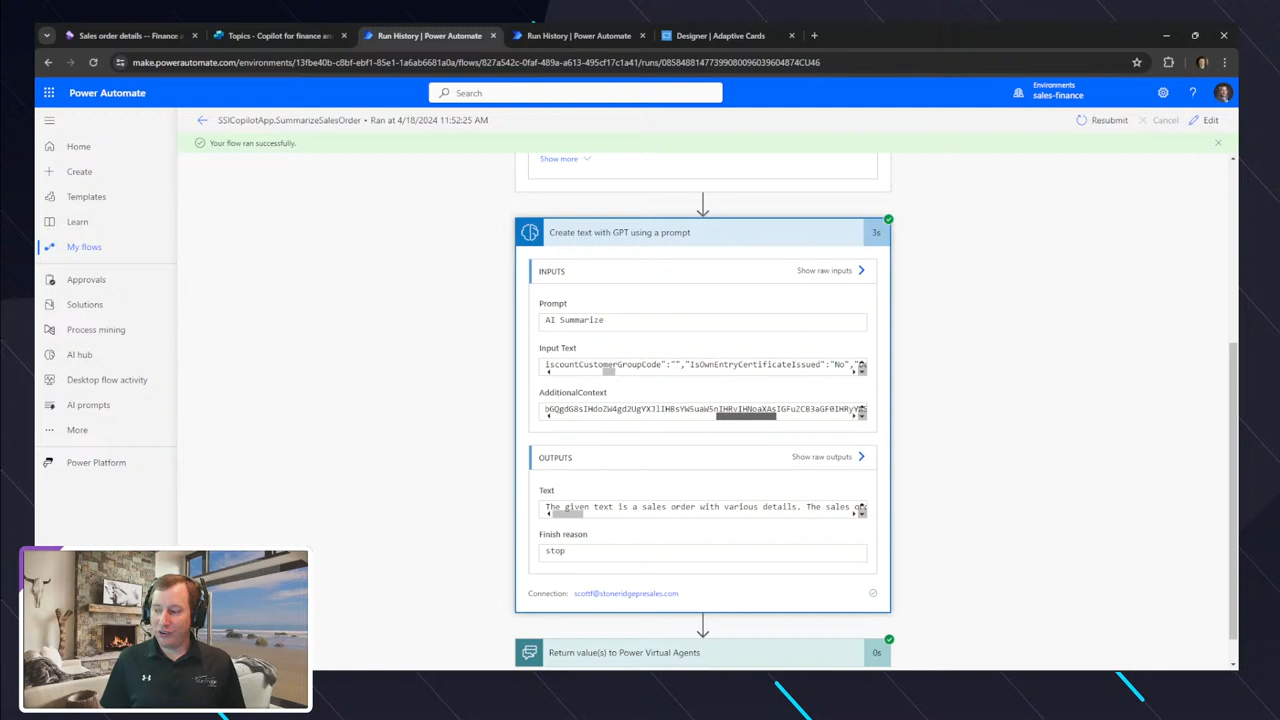 Sales order details -- Finance a
Topics - Copilot for finance an
Run History | Power Automate
Run History | Power Automate
Designer | Adaptive Cards
make.powerautomate.com/environments/13fbe40b-c8bf-ebf1-85e1-1a6ab6681a0a/flows/827a542c-0faf-489a-a613-495cf17c1a41/runs/08584881477399080096039604874CU46
Power Automate
Search
Environments
sales-finance
SSICopilotApp.SummarizeSalesOrder • Ran at 4/18/2024 11:52:25 AM
Resubmit
Cancel
Edit
Your flow ran successfully.
Home
Create
Templates
Learn
My flows
Approvals
Solutions
Process mining
AI hub
Desktop flow activity
AI prompts
More
Power Platform
Show more
Create text with GPT using a prompt
3s
INPUTS
Show raw inputs
Prompt
AI Summarize
Input Text
iscountCustomerGroupCode":"","IsOwnEntryCertificateIssued":"No","
AdditionalContext
OUTPUTS
Show raw outputs
Text
The given text is a sales order with various details. The sales o
Finish reason
stop
Connection: scottf@stoneridgepresales.com
Return value(s) to Power Virtual Agents
0s